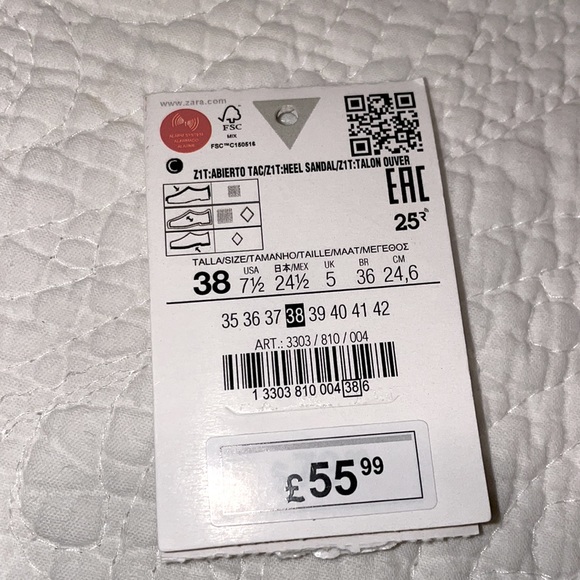 www.zara.com
FSC
MIX
FSC™C150515
Z1T:ABIERTO TAC/Z1T:HEEL SANDAL/Z1T:TALON OUVER
EAC
25R
TALLA/SIZE/TAMANHO/TAILLE/MAAT/ΜΕΓΕΘΟΣ
USA 日本/MEX UK BR CM
38 7½ 24½ 5 36 24,6
35 36 37 38 39 40 41 42
ART.: 3303 / 810 / 004
1 3303 810 004 38 6
£55 99